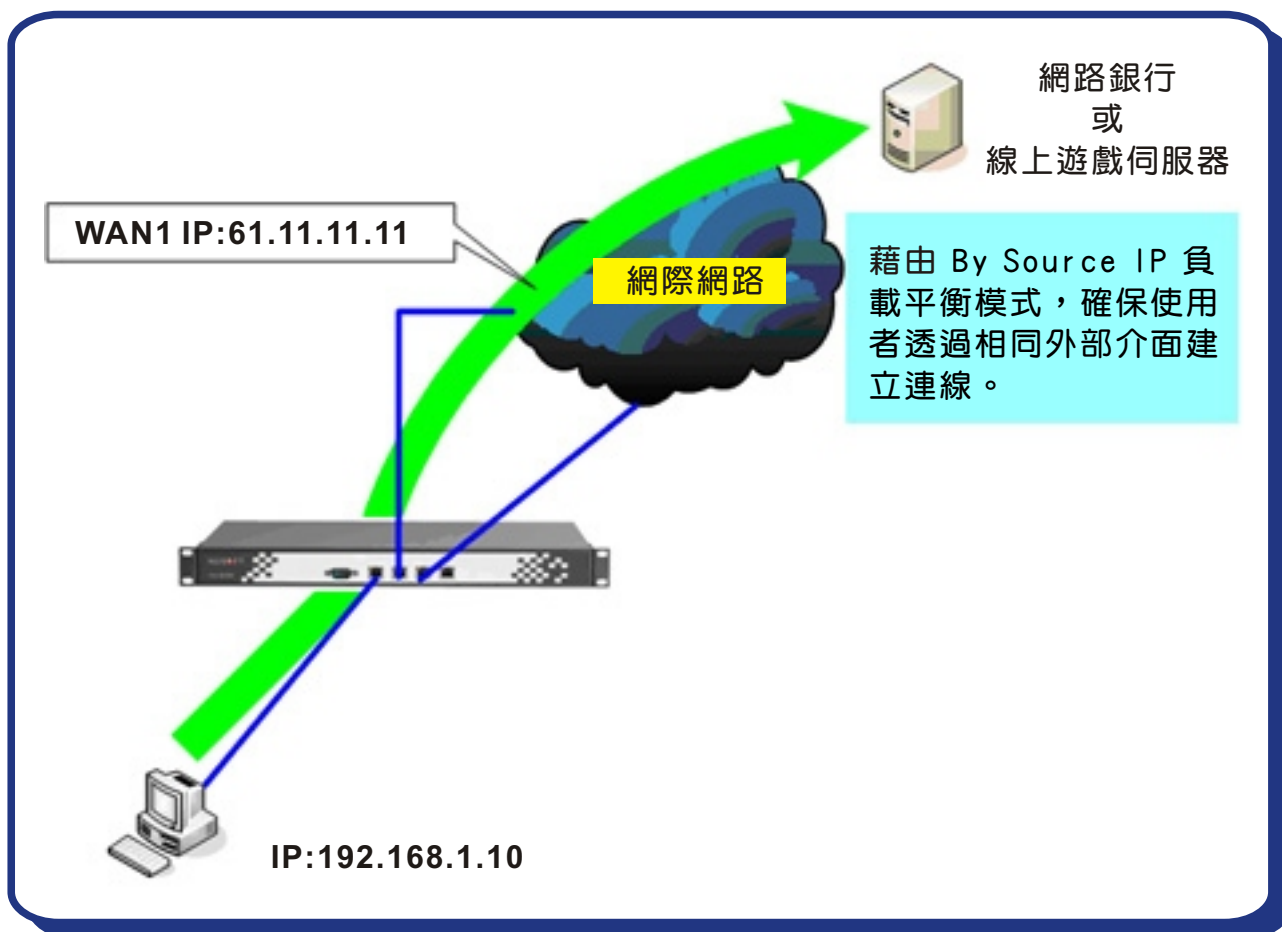 網路銀行
或
線上遊戲伺服器
WAN1 IP:61.11.11.11
網際網路
藉由 By Source IP 負
載平衡模式，確保使用
者透過相同外部介面建
立連線。
IP:192.168.1.10